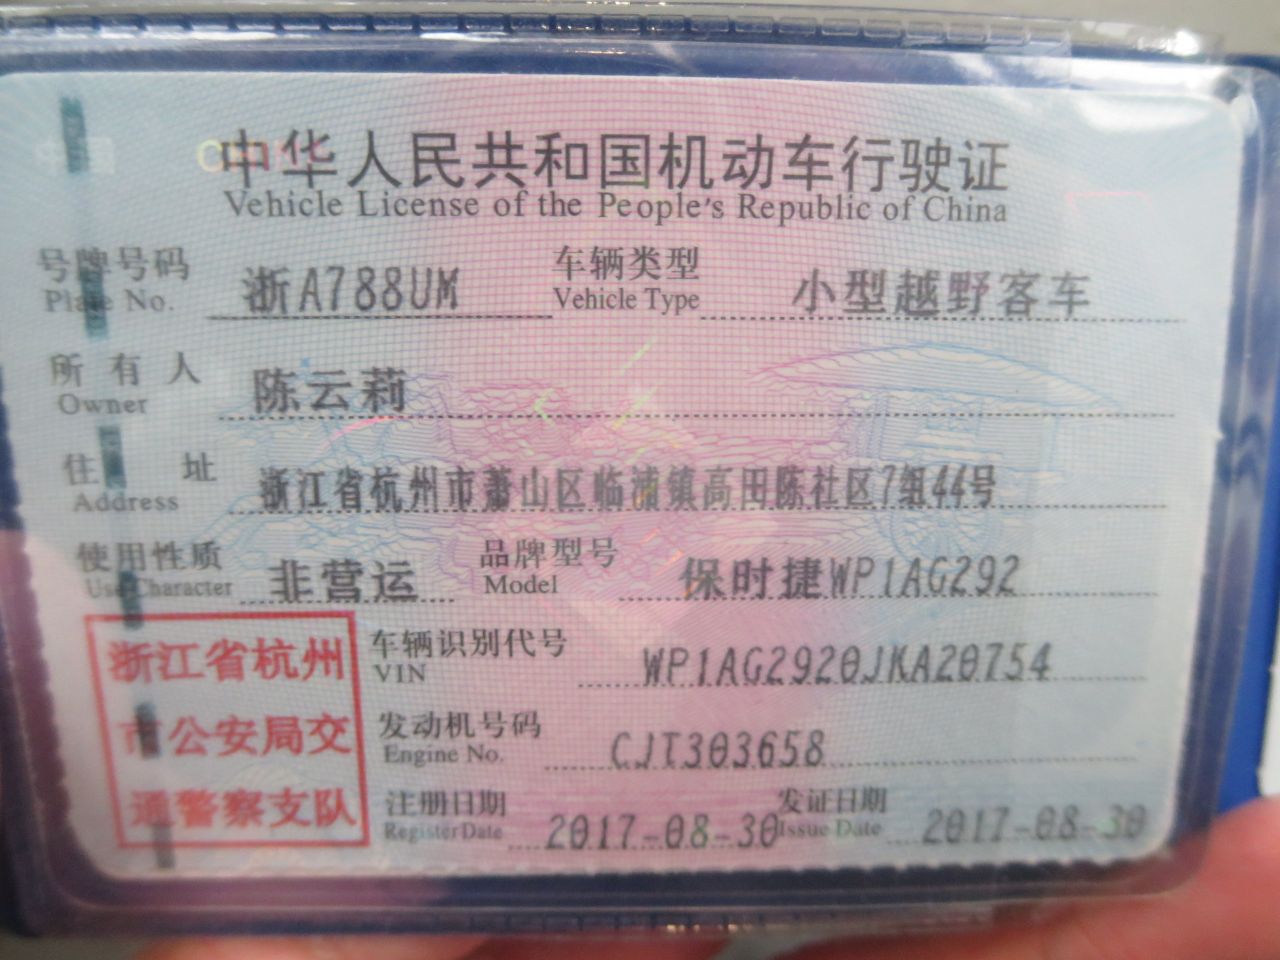 中华人民共和国机动车行驶证
Vehicle License of the People's Republic of China
号牌号码 浙A788UM 车辆类型 小型越野客车
Plate No. Vehicle Type
所有人 陈云莉
Owner
住址 浙江省杭州市萧山区临浦镇高田陈社区7组44号
Address
使用性质 非营运 品牌型号 保时捷WP1AG292
Use Character Model
浙江省杭州 车辆识别代号 WP1AG2920JKA20754
VIN
市公安局交 发动机号码 CJT303658
Engine No.
通警察支队 注册日期 2017-08-30 发证日期 2017-08-30
Register Date Issue Date